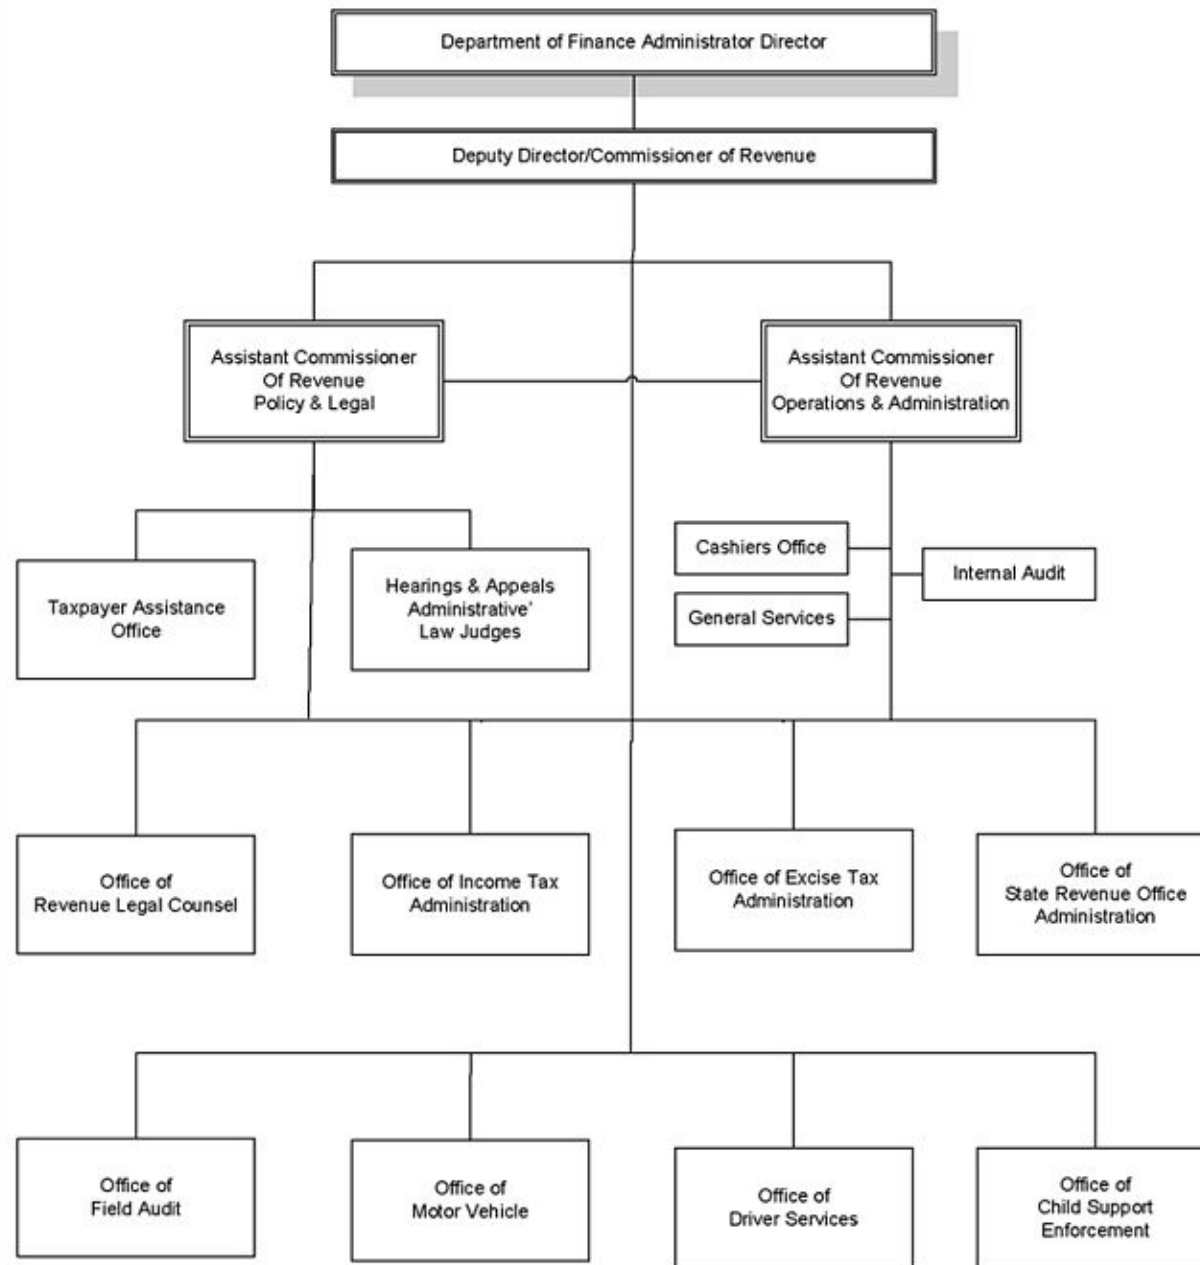 Department of Finance Administrator Director
Deputy Director/Commissioner of Revenue
Assistant Commissioner
Of Revenue
Policy & Legal
Assistant Commissioner
Of Revenue
Operations & Administration
Taxpayer Assistance
Office
Hearings & Appeals
Administrative'
Law Judges
Cashiers Office
Internal Audit
General Services
Office of
Revenue Legal Counsel
Office of Income Tax
Administration
Office of Excise Tax
Administration
Office of
State Revenue Office
Administration
Office of
Field Audit
Office of
Motor Vehicle
Office of
Driver Services
Office of
Child Support
Enforcement